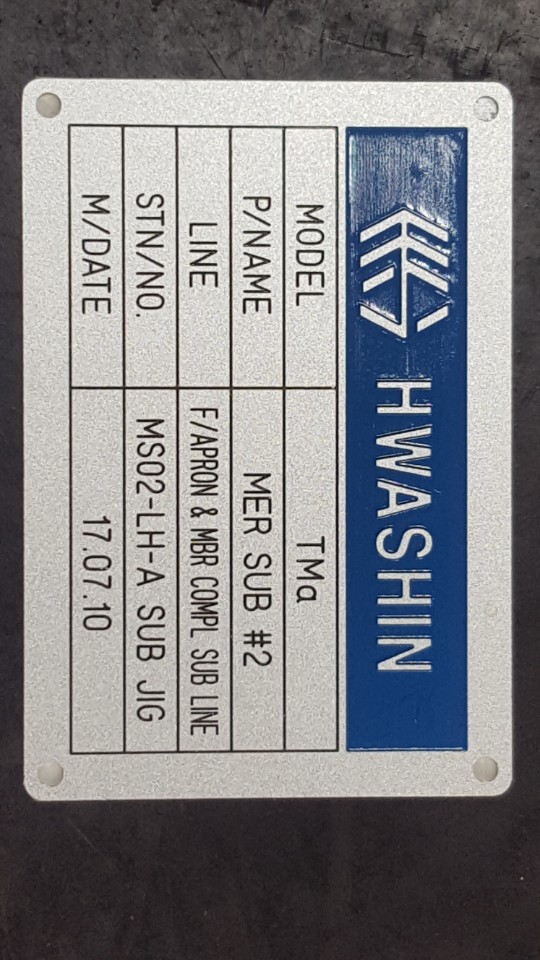 HWASHIN
MODEL TMa
P/NAME MER SUB #2
LINE F/APRON & MBR COMPL SUB LINE
STN/NO. MS02-LH-A SUB JIG
M/DATE 17.07.10